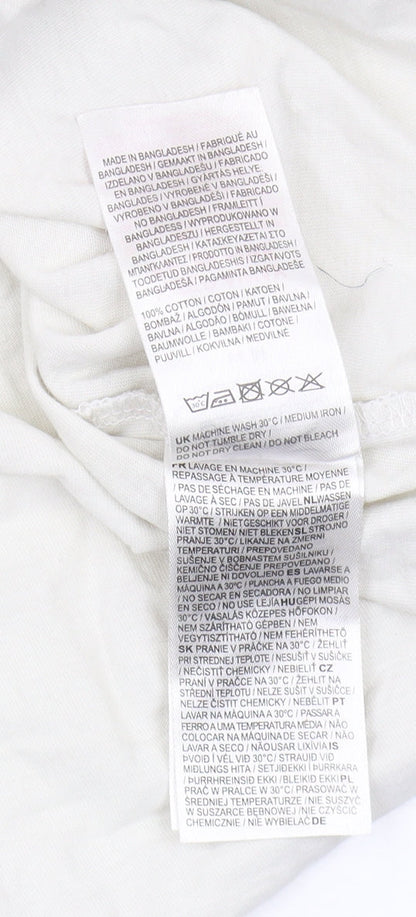 MADE IN BANGLADESH / FABRIQUÉ AU
BANGLADESH / GEMAAKT IN BANGLADESH /
IZDELANO V BANGLADEŠU / FABRICADO
EN BANGLADESH / GYÁRTÁS HELYE
BANGLADES / VYROBENÉ V BANGLADÉŠI /
VYROBENO V BANGLADÉŠI / FABRICADO
NO BANGLADESH / FRAMLEITT Í
BANGLADESS / WYPRODUKOWANO W
BANGLADESZU / HERGESTELLT IN
BANGLADESH / ΚΑΤΑΣΚΕΥΑΖΕΤΑΙ ΣΤΟ
ΜΠΑΝΓΚΛΑΝΤΕΣ / PRODOTTO IN BANGLADESH /
TOODETUD BANGLADESHIS / IZGATAVOTS
BANGLADEŠĀ / PAGAMINTA BANGLADEŠE
100% COTTON / COTON / KATOEN /
BOMBAŽ / ALGODÓN / PAMUT / BAVLNA /
BAVLNA / ALGODÃO / BÓMULL / BAWEŁNA /
BAUMWOLLE / ΒΑΜΒΑΚΙ / COTONE /
PUUVILL / KOKVILNA / MEDVILNĖ
30°C
UK MACHINE WASH 30°C / MEDIUM IRON /
DO NOT TUMBLE DRY /
DO NOT DRY CLEAN / DO NOT BLEACH
FR LAVAGE EN MACHINE 30°C /
REPASSAGE À TEMPÉRATURE MOYENNE
/ PAS DE SÉCHAGE EN MACHINE / PAS DE
LAVAGE À SEC / PAS DE JAVEL NL WASSEN
OP 30°C / STRIJKEN OP EEN MIDDELMATIGE
WARMTE / NIET GESCHIKT VOOR DROGER /
NIET STOMEN / NIET BLEKEN SL STROJNO
PRANJE 30°C / LIKANJE NA ZMERNI
TEMPERATURI / PREPOVEDANO
SUŠENJE V BOBNASTEM SUŠILNIKU /
KEMIČNO ČIŠČENJE PREPOVEDANO /
BELJENJE NI DOVOLJENO ES LAVARSE A
MÁQUINA A 30°C / PLANCHA A FUEGO MEDIO
/ NO SECAR EN SECADORA / NO LIMPIAR
EN SECO / NO USE LEJÍA HU GÉPI MOSÁS
30°C / VASALÁS KÖZEPES HŐFOKON /
NEM SZÁRÍTHATÓ GÉPBEN / NEM
VEGYTISZTÍTHATÓ / NEM FEHÉRÍTHETŐ
SK PRANIE V PRÁČKE NA 30°C / ŽEHLIŤ
PRI STREDNEJ TEPLOTE / NESUŠIŤ V SUŠIČKE
/ NEČISTIŤ CHEMICKY / NEBIELIŤ CZ
PRANÍ V PRAČCE NA 30°C / ŽEHLIT NA
STŘEDNÍ TEPLOTU / NELZE SUŠIT V SUŠIČCE /
NELZE ČISTIT CHEMICKY / NEBĚLIT PT
LAVAR NA MÁQUINA A 30°C / PASSAR A
FERRO A UMA TEMPERATURA MÉDIA / NÃO
COLOCAR NA MÁQUINA DE SECAR / NÃO
LAVAR A SECO / NÃO USAR LIXÍVIA IS
ÞVOIÐ Í VÉL VIÐ 30°C / STRAUIÐ VIÐ
MIÐLUNGS HITA / SETJIÐ EKKI Í ÞURRKARA
/ ÞURRHREINSIÐ EKKI / BLEIKIÐ EKKI PL
PRAĆ W PRALCE W 30°C / PRASOWAĆ W
ŚREDNIEJ TEMPERATURZE / NIE SUSZYĆ
W SUSZARCE BĘBNOWEJ / NIE CZYŚCIĆ
CHEMICZNIE / NIE WYBIELAĆ DE